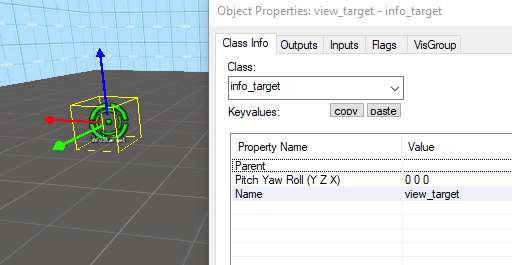 Object Properties: view_target - info_target
Class Info
Outputs
Inputs
Flags
VisGroup
Class:
info_target
Keyvalues:
copy
paste
Property Name
Value
Parent
Pitch Yaw Roll (Y Z X)
0 0 0
Name
view_target
info_target